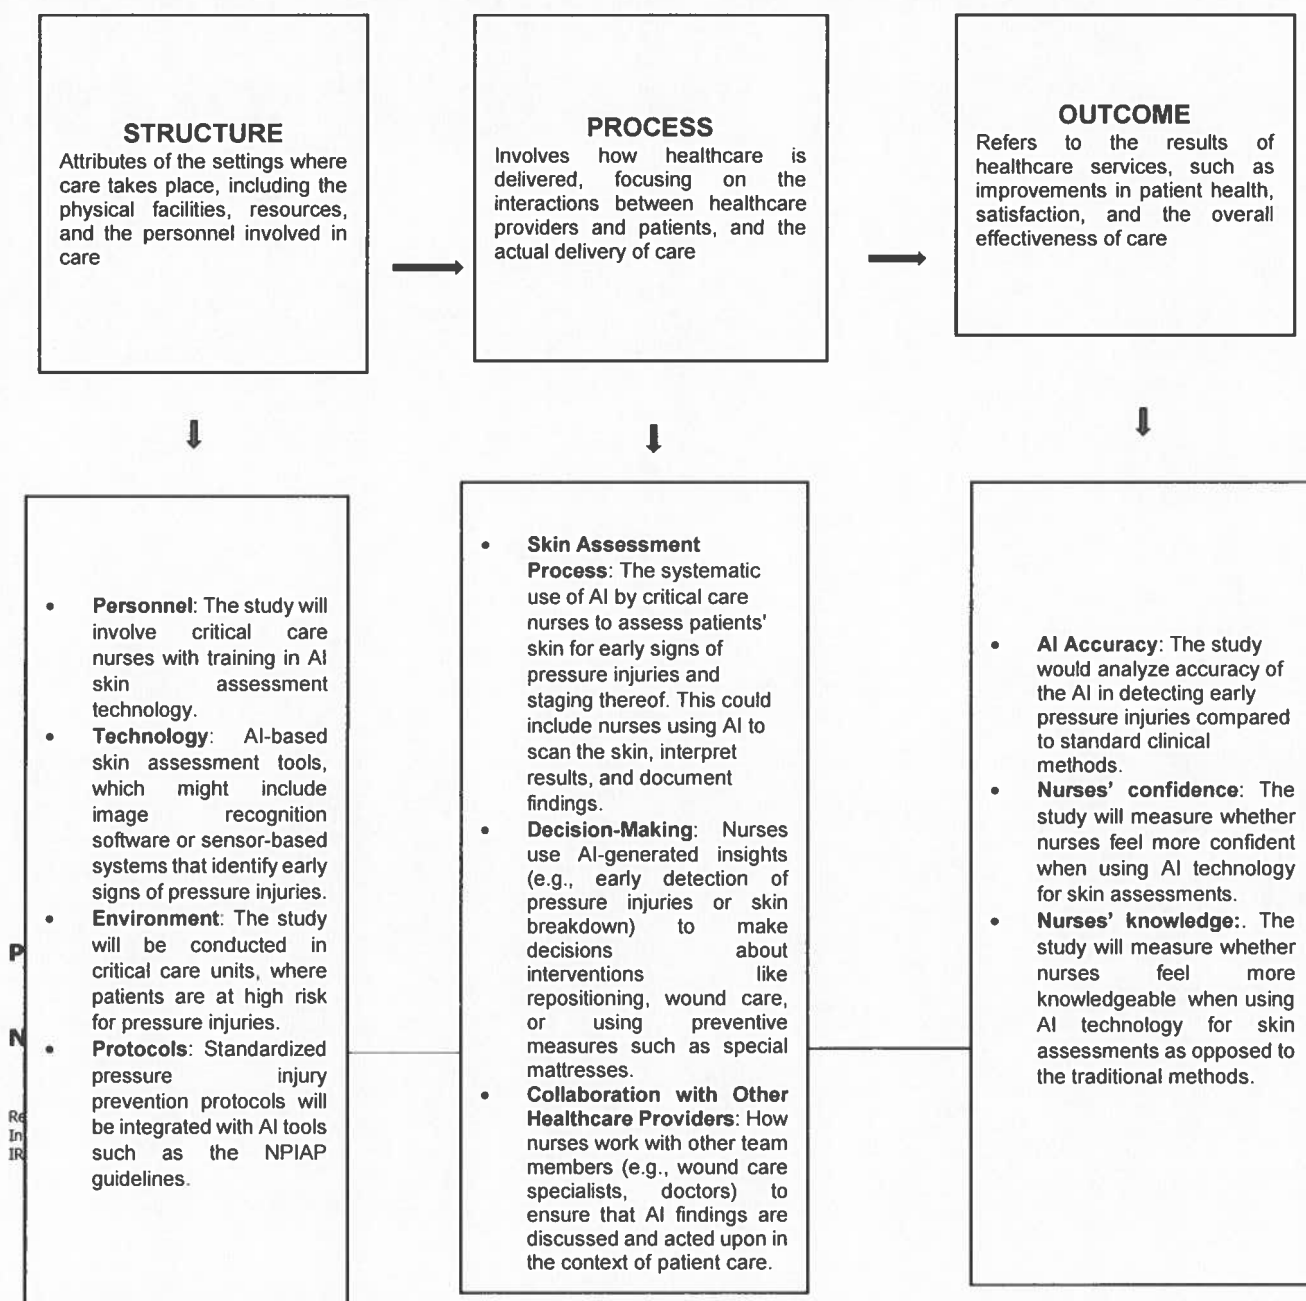 STRUCTURE
Attributes of the settings where
care takes place, including the
physical facilities, resources,
and the personnel involved in
care
PROCESS
Involves how healthcare is
delivered, focusing on the
interactions between healthcare
providers and patients, and the
actual delivery of care
OUTCOME
Refers to the results of
healthcare services, such as
improvements in patient health,
satisfaction, and the overall
effectiveness of care
• Personnel: The study will
involve critical care
nurses with training in AI
skin assessment
technology.
• Technology: AI-based
skin assessment tools,
which might include
image recognition
software or sensor-based
systems that identify early
signs of pressure injuries.
• Environment: The study
will be conducted in
critical care units, where
patients are at high risk
for pressure injuries.
• Protocols: Standardized
pressure injury
prevention protocols will
be integrated with AI tools
such as the NPIAP
guidelines.
P
N
Re
In
IR
• Skin Assessment
Process: The systematic
use of AI by critical care
nurses to assess patients'
skin for early signs of
pressure injuries and
staging thereof. This could
include nurses using AI to
scan the skin, interpret
results, and document
findings.
• Decision-Making: Nurses
use AI-generated insights
(e.g., early detection of
pressure injuries or skin
breakdown) to make
decisions about
interventions like
repositioning, wound care,
or using preventive
measures such as special
mattresses.
• Collaboration with Other
Healthcare Providers: How
nurses work with other team
members (e.g., wound care
specialists, doctors) to
ensure that AI findings are
discussed and acted upon in
the context of patient care.
• AI Accuracy: The study
would analyze accuracy of
the AI in detecting early
pressure injuries compared
to standard clinical
methods.
• Nurses' confidence: The
study will measure whether
nurses feel more confident
when using AI technology
for skin assessments.
• Nurses' knowledge:. The
study will measure whether
nurses feel more
knowledgeable when using
AI technology for skin
assessments as opposed to
the traditional methods.